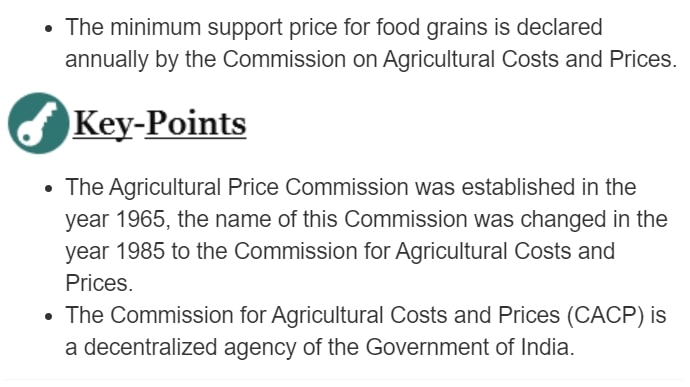 • The minimum support price for food grains is declared
annually by the Commission on Agricultural Costs and Prices.
Key-Points
• The Agricultural Price Commission was established in the
year 1965, the name of this Commission was changed in the
year 1985 to the Commission for Agricultural Costs and
Prices.
• The Commission for Agricultural Costs and Prices (CACP) is
a decentralized agency of the Government of India.